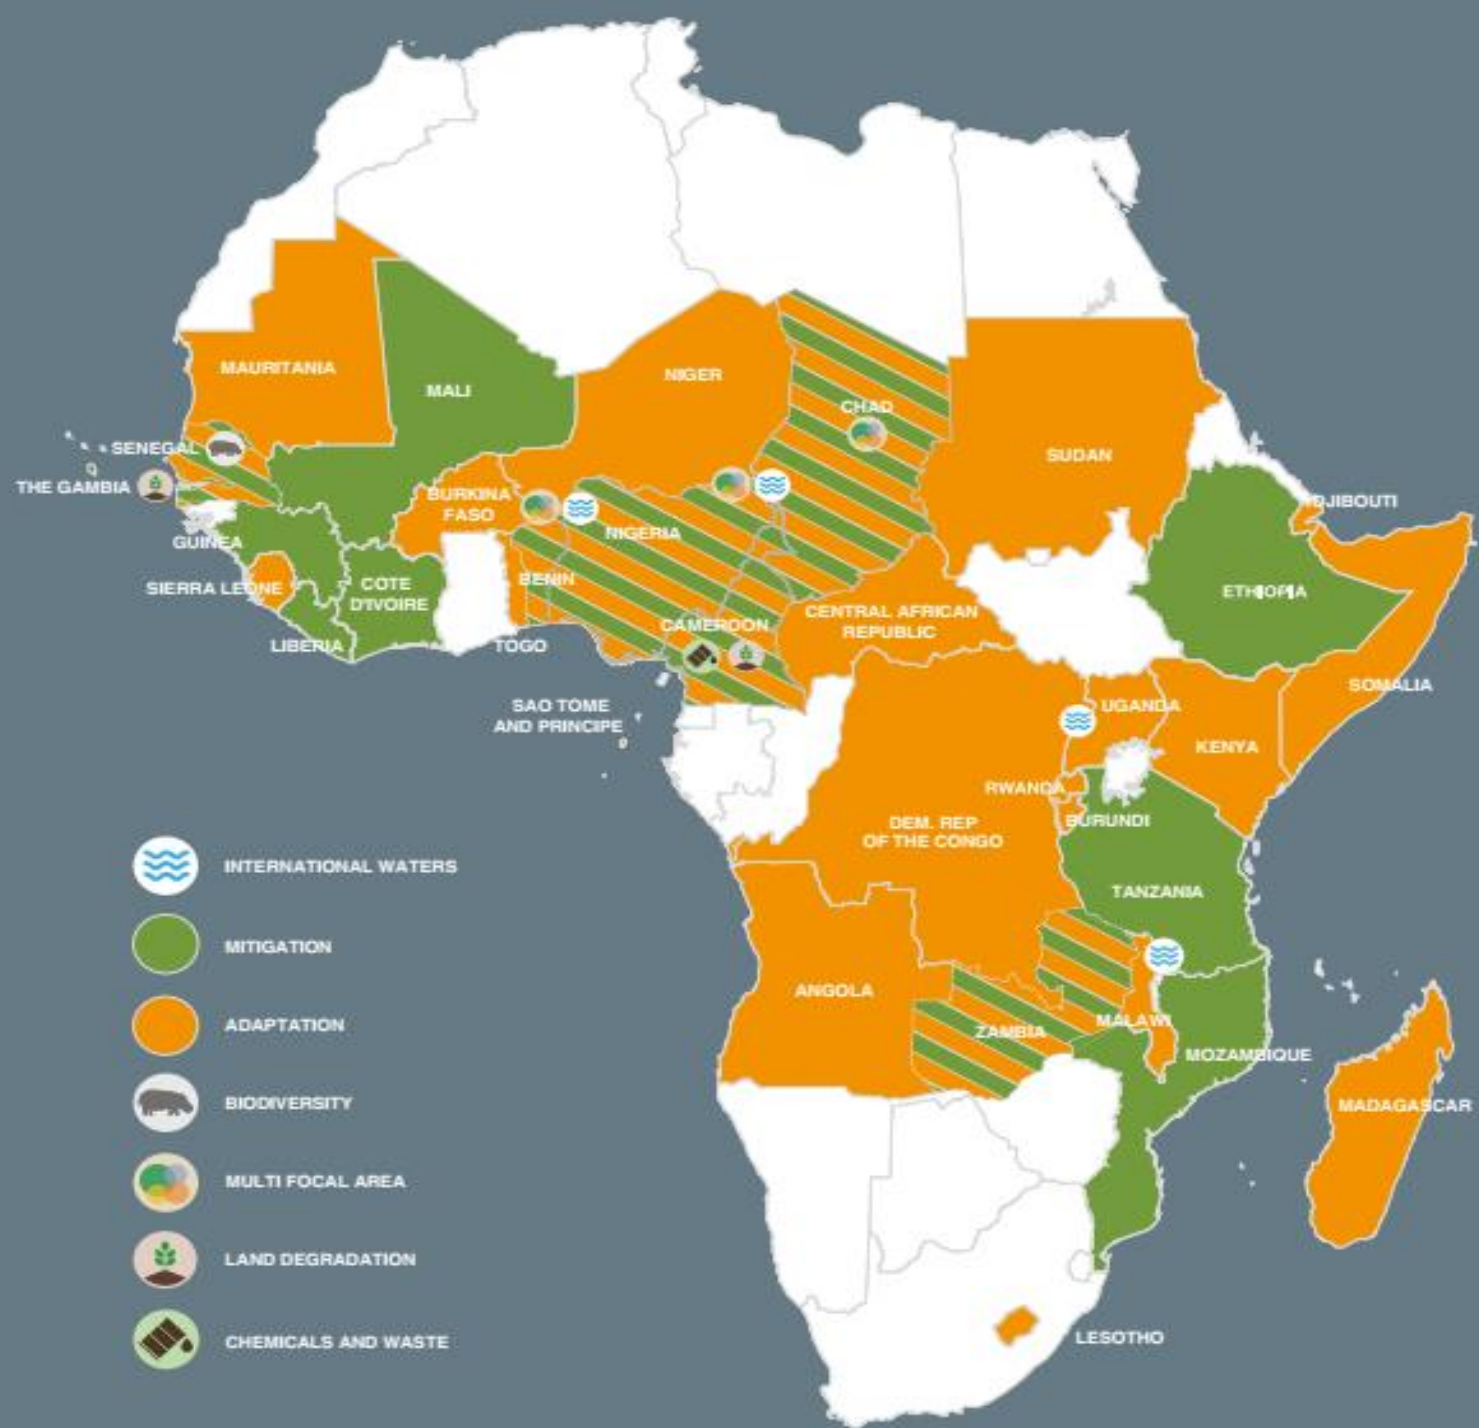 MAURITANIA
MALI
NIGER
CHAD
SENEGAL
SUDAN
THE GAMBIA
BURKINA
FASO
DJIBOUTI
NIGERIA
GUINEA
SIERRA LEONE
BENIN
COTE
D'IVOIRE
ETHIOPIA
CENTRAL AFRICAN
REPUBLIC
CAMEROON
LIBERIA
TOGO
SOMALIA
SAO TOME
AND PRINCIPE
UGANDA
KENYA
RWANDA
BURUNDI
DEM. REP
OF THE CONGO
TANZANIA
ANGOLA
ZAMBIA
MALAWI
MOZAMBIQUE
MADAGASCAR
LESOTHO
INTERNATIONAL WATERS
MITIGATION
ADAPTATION
BIODIVERSITY
MULTI FOCAL AREA
LAND DEGRADATION
CHEMICALS AND WASTE